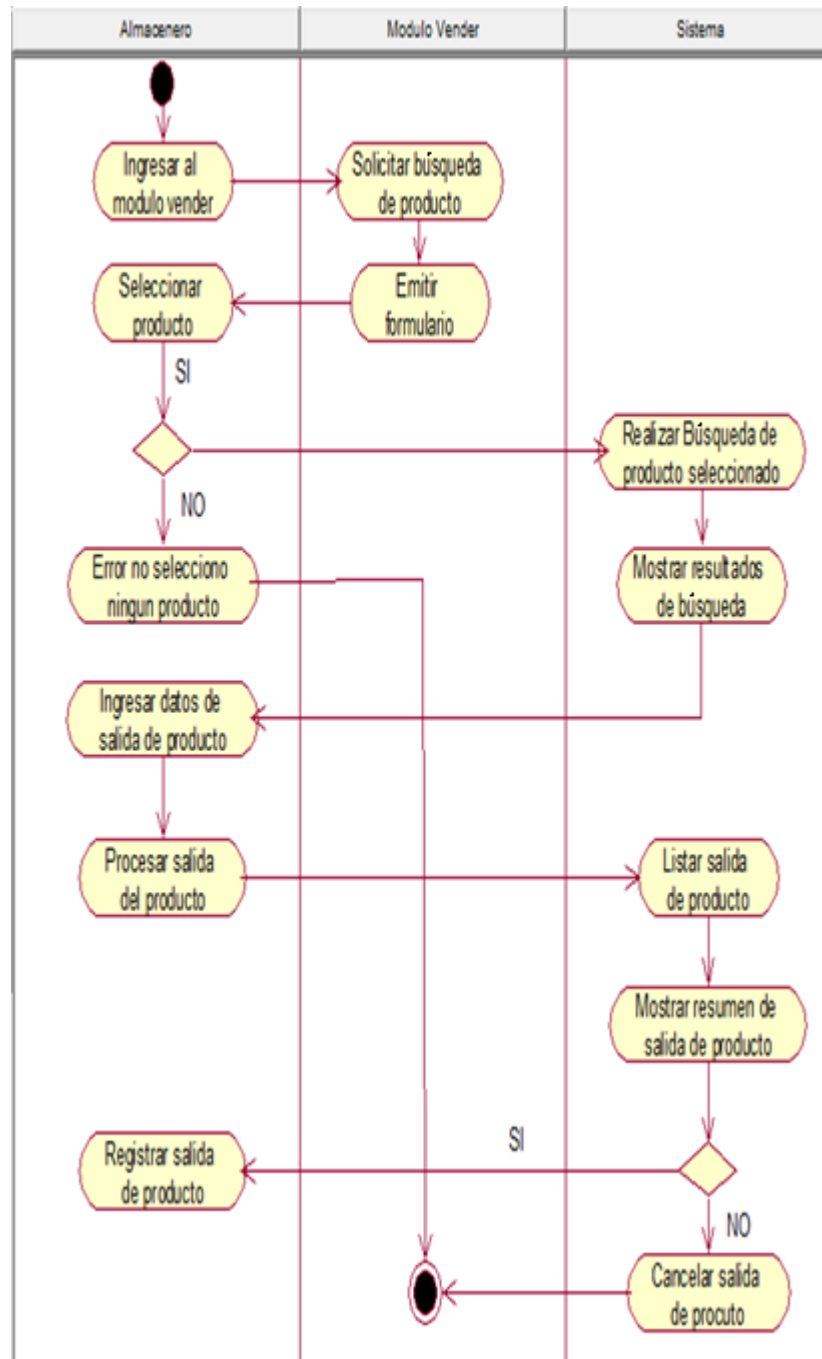 Almacenero
Modulo Vender
Sistema
Ingresar al
modulo vender
Solicitar búsqueda
de producto
Seleccionar
producto
Emitir
formulario
SI
Realizar Búsqueda de
producto seleccionado
NO
Error no selecciono
ningun producto
Mostrar resultados
de búsqueda
Ingresar datos de
salida de producto
Procesar salida
del producto
Listar salida
de producto
Mostrar resumen de
salida de producto
SI
Registrar salida
de producto
NO
Cancelar salida
de procuto